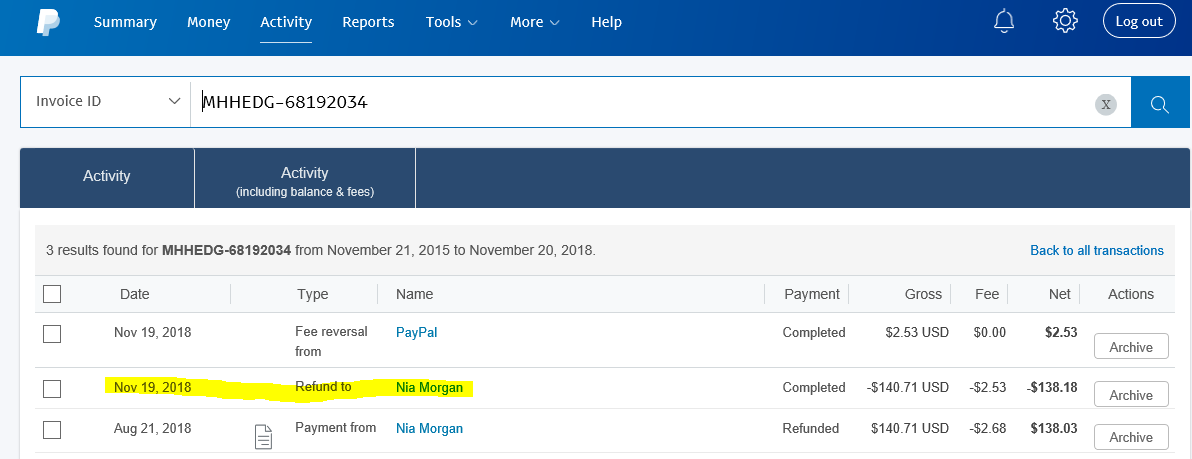 Summary Money Activity Reports Tools More Help Log out
Invoice ID MHHEDG-68192034 X
Activity Activity
(including balance & fees)
3 results found for MHHEDG-68192034 from November 21, 2015 to November 20, 2018. Back to all transactions
Date Type Name Payment Gross Fee Net Actions
Nov 19, 2018 Fee reversal PayPal Completed $2.53 USD $0.00 $2.53
from Archive
Nov 19, 2018 Refund to Nia Morgan Completed -$140.71 USD -$2.53 -$138.18 Archive
Aug 21, 2018 Payment from Nia Morgan Refunded $140.71 USD -$2.68 $138.03 Archive